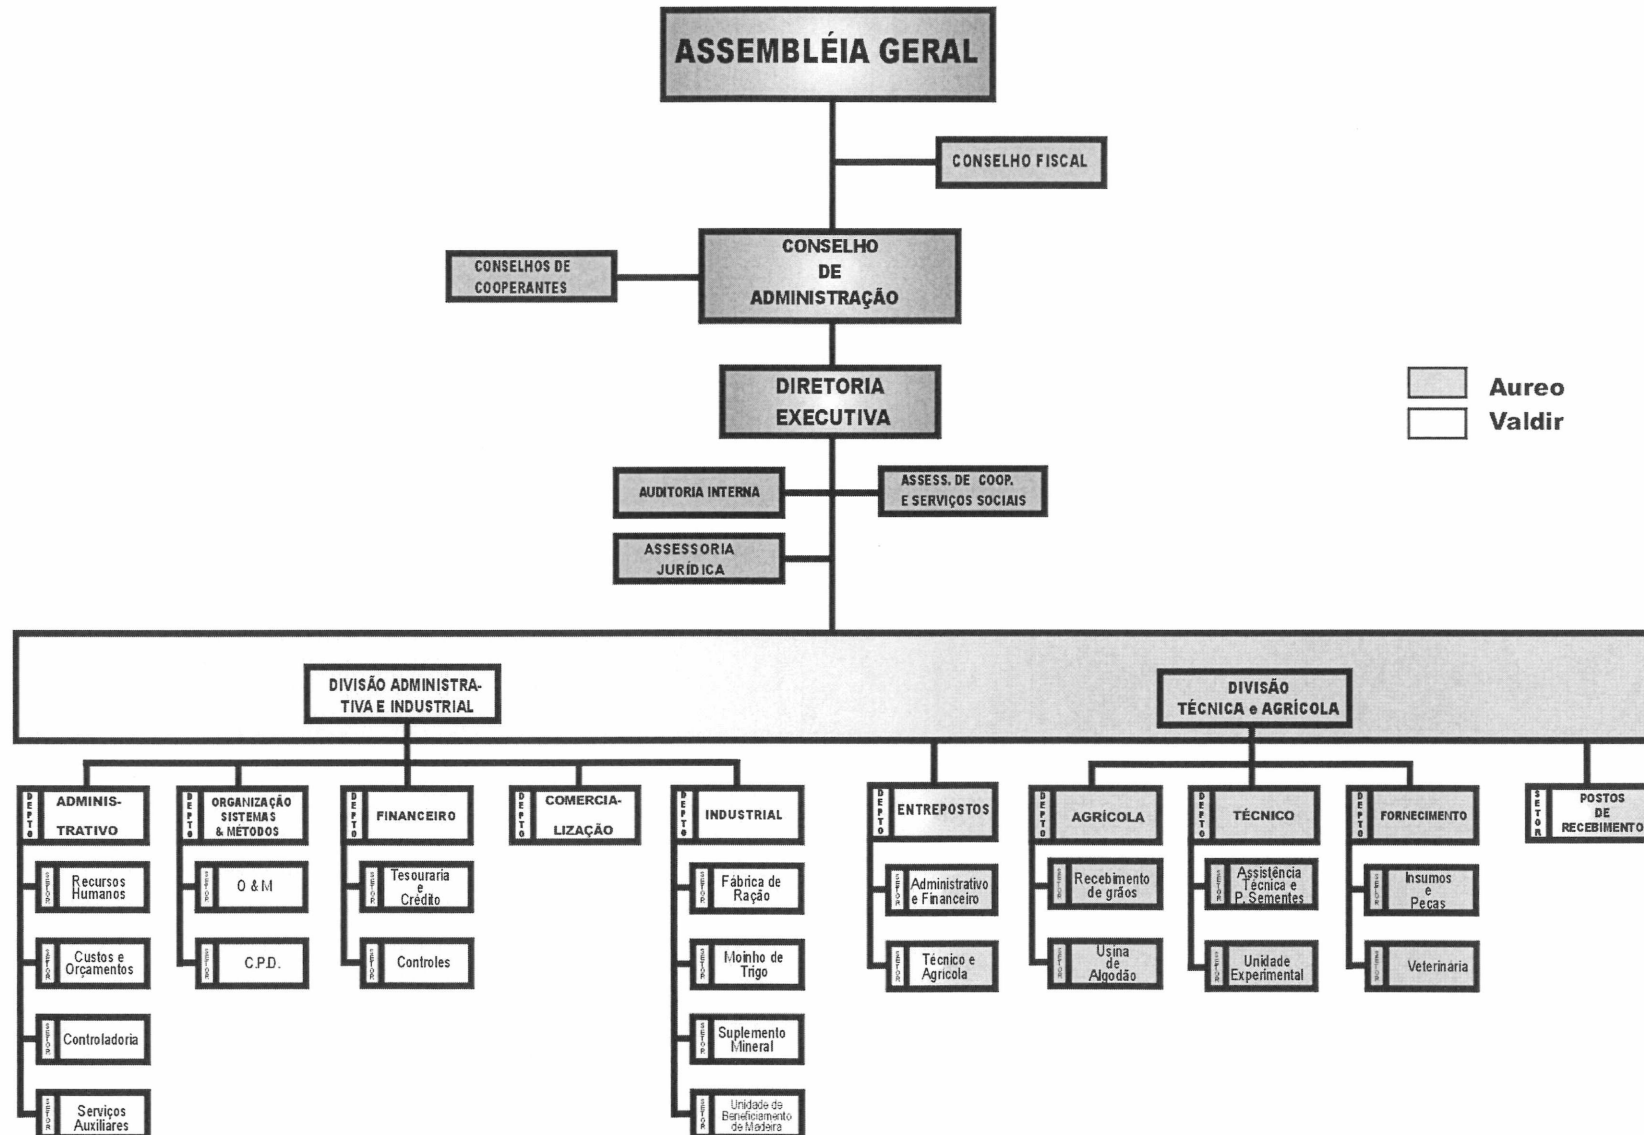 ASSEMBLÉIA GERAL
CONSELHO FISCAL
CONSELHO
DE
ADMINISTRAÇÃO
CONSELHOS DE
COOPERANTES
DIRETORIA
EXECUTIVA
Aureo
Valdir
AUDITORIA INTERNA
ASSESS. DE COOP.
E SERVIÇOS SOCIAIS
ASSESSORIA
JURÍDICA
DIVISÃO ADMINISTRA-
TIVA E INDUSTRIAL
DIVISÃO
TÉCNICA e AGRÍCOLA
DEPTO
ADMINIS-
TRATIVO
DEPTO
ORGANIZAÇÃO
SISTEMAS
& MÉTODOS
DEPTO
FINANCEIRO
DEPTO
COMERCIA-
LIZAÇÃO
DEPTO
INDUSTRIAL
DEPTO
ENTREPOSTOS
DEPTO
AGRÍCOLA
DEPTO
TÉCNICO
DEPTO
FORNECIMENTO
SETOR
POSTOS
DE
RECEBIMENTO
SETOR
Recursos
Humanos
SETOR
O & M
SETOR
Tesouraria
e
Crédito
SETOR
Fábrica de
Ração
SETOR
Administrativo
e Financeiro
SETOR
Recebimento
de grãos
SETOR
Assistência
Técnica e
P. Sementes
SETOR
Insumos
e
Peças
SETOR
Custos e
Orçamentos
SETOR
C.P.D.
SETOR
Controles
SETOR
Moinho de
Trigo
SETOR
Técnico e
Agricola
SETOR
Usina
de
Algodão
SETOR
Unidade
Experimental
SETOR
Veterinária
SETOR
Controladoria
SETOR
Suplemento
Mineral
SETOR
Serviços
Auxiliares
SETOR
Unidade de
Beneficiamento
de Madeira